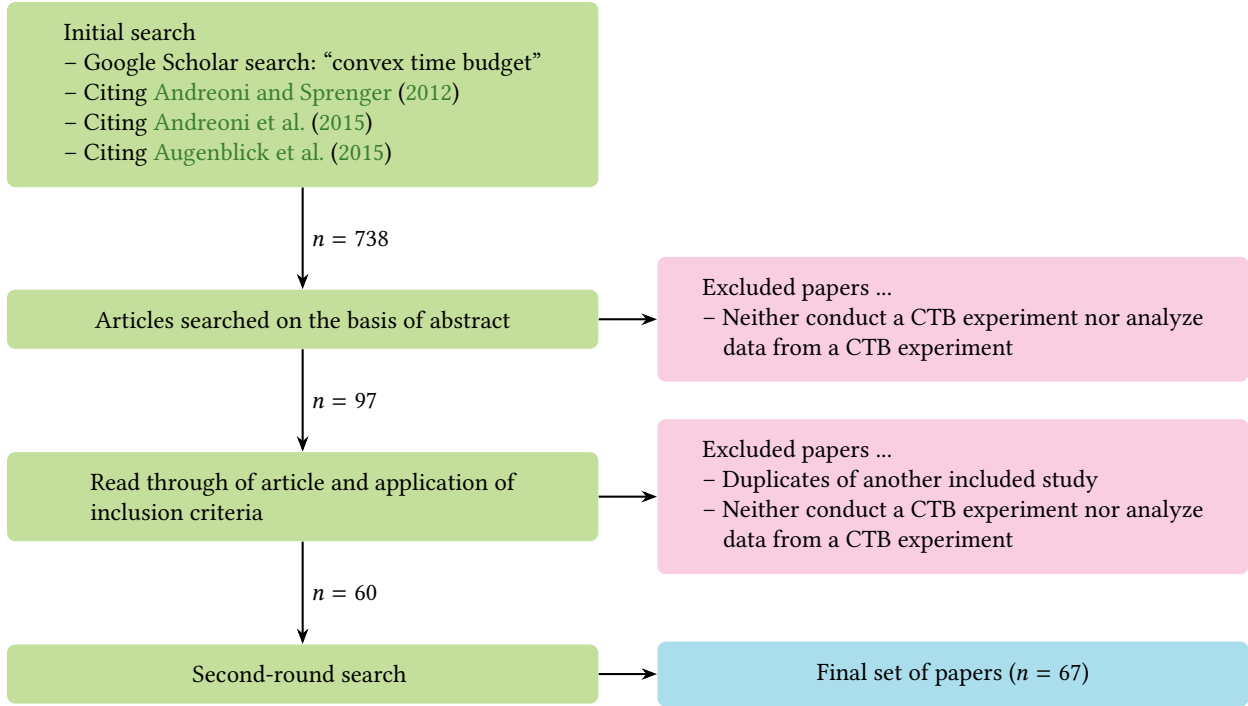 Initial search
– Google Scholar search: “convex time budget”
– Citing Andreoni and Sprenger (2012)
– Citing Andreoni et al. (2015)
– Citing Augenblick et al. (2015)
n = 738
Articles searched on the basis of abstract
Excluded papers ...
– Neither conduct a CTB experiment nor analyze
data from a CTB experiment
n = 97
Read through of article and application of
inclusion criteria
Excluded papers ...
– Duplicates of another included study
– Neither conduct a CTB experiment nor analyze
data from a CTB experiment
n = 60
Second-round search
Final set of papers (n = 67)